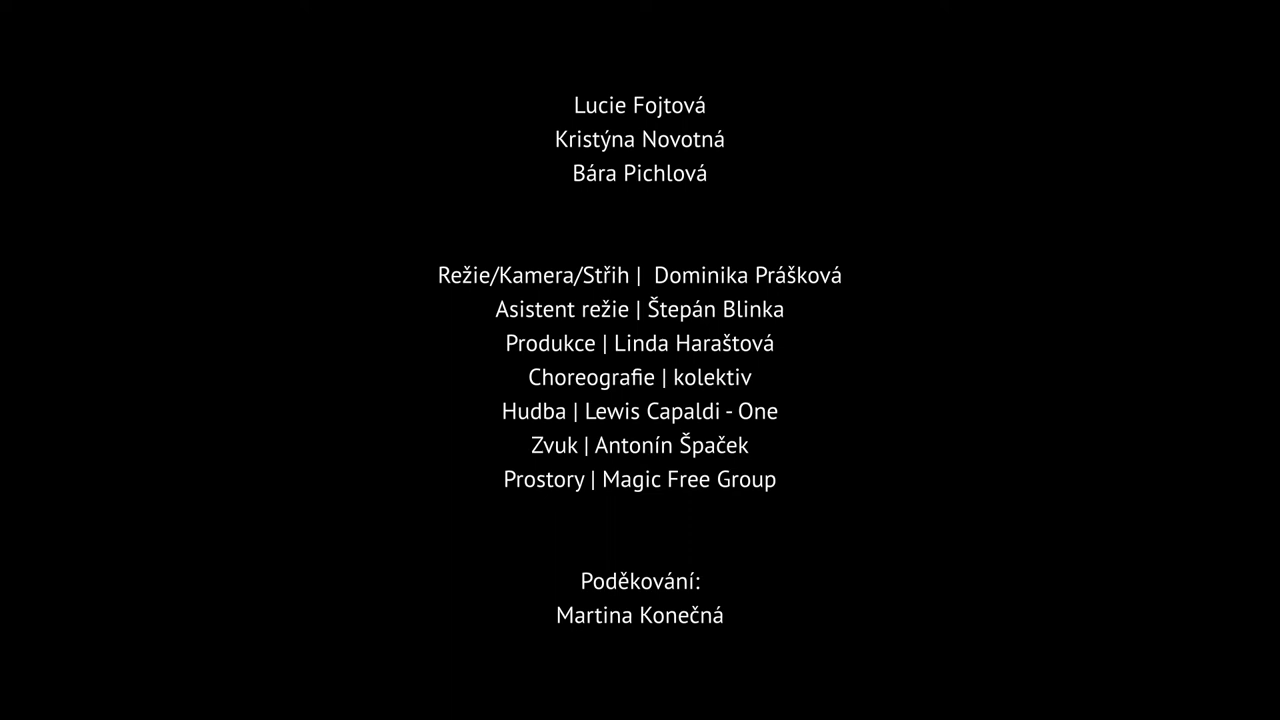 Lucie Fojtová
Kristýna Novotná
Bára Pichlová
Režie/Kamera/Střih |  Dominika Prášková
Asistent režie | Štepán Blinka
Produkce | Linda Haraštová
Choreografie | kolektiv
Hudba | Lewis Capaldi - One
Zvuk | Antonín Špaček
Prostory | Magic Free Group
Poděkování:
Martina Konečná